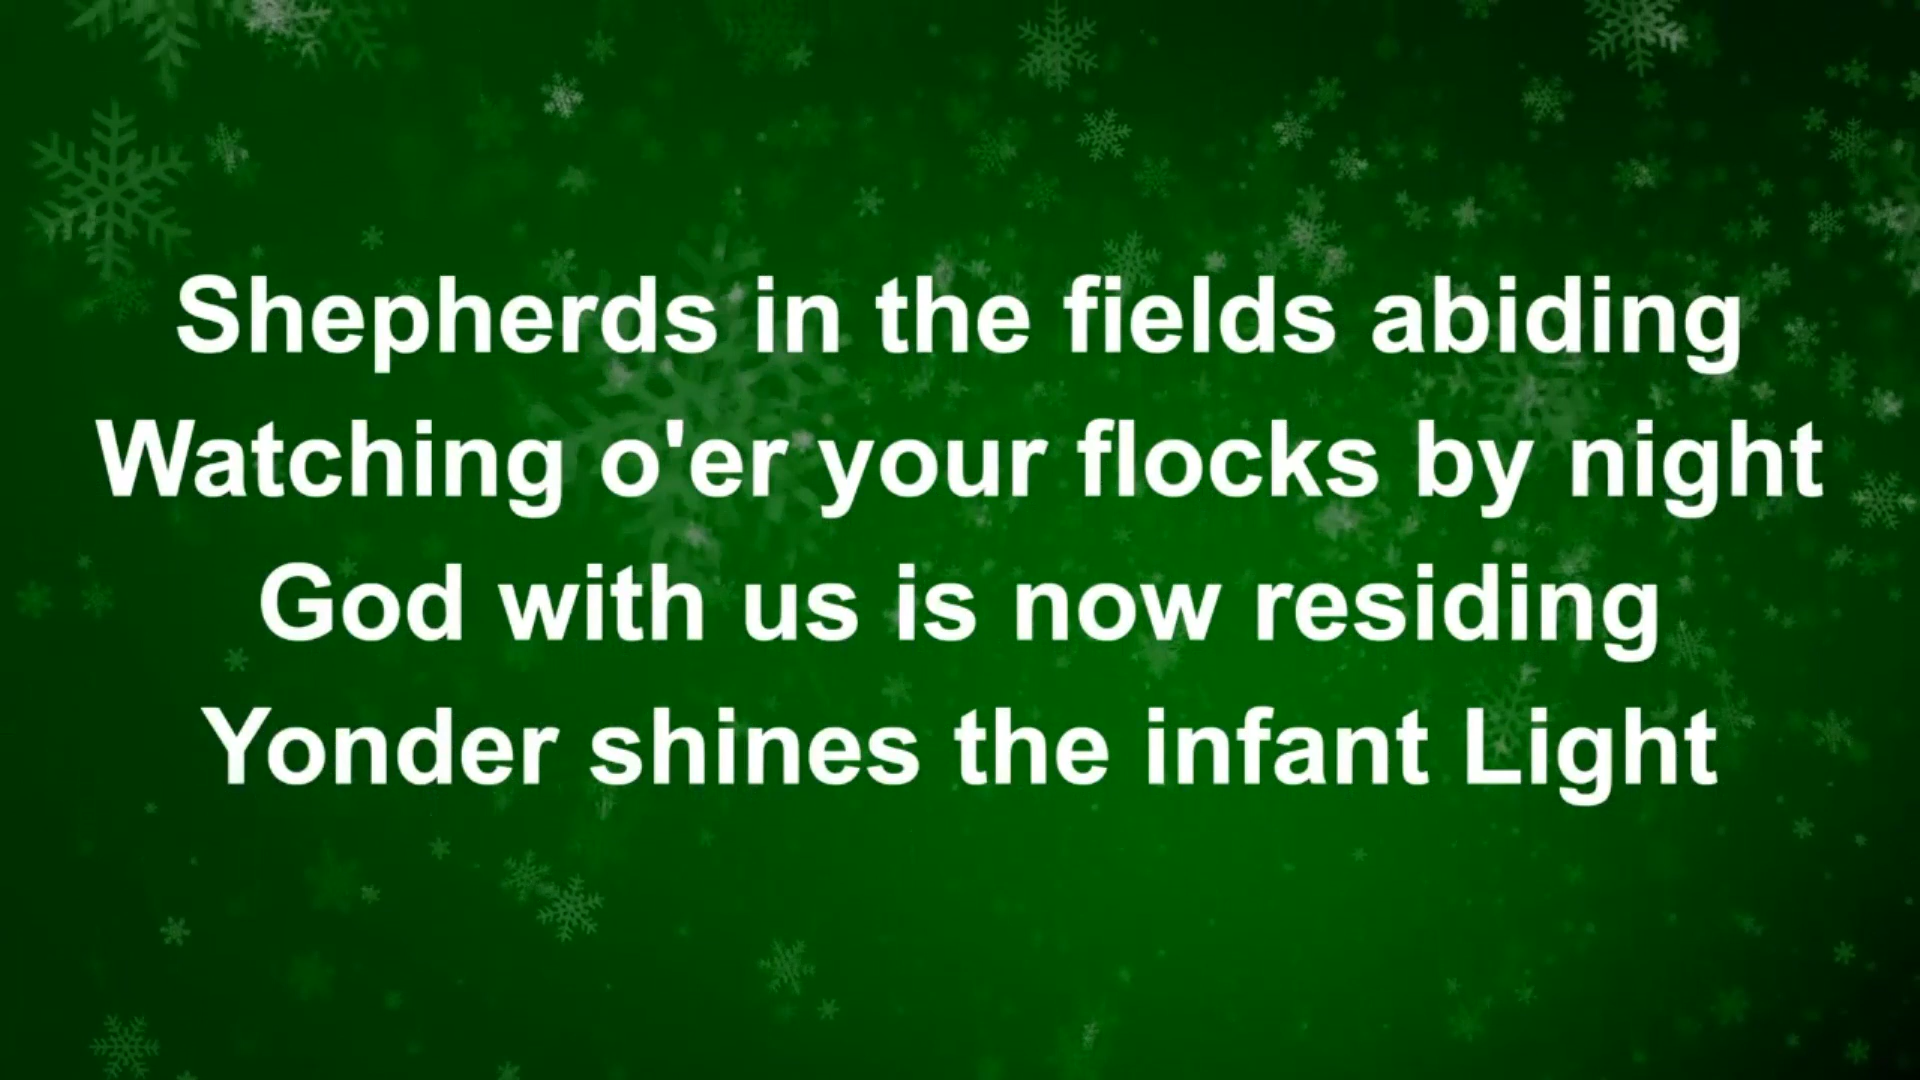 Shepherds in the fields abiding
Watching o'er your flocks by night
God with us is now residing
Yonder shines the infant Light